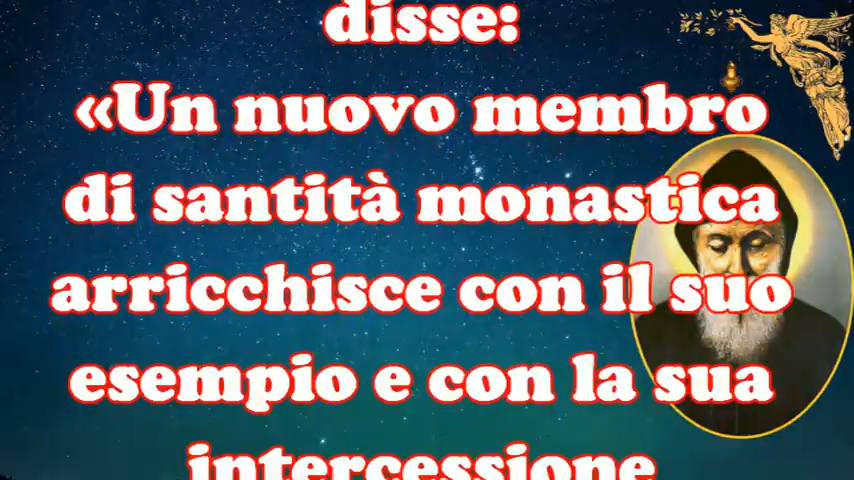 disse:
«Un nuovo membro
di santità monastica
arricchisce con il suo
esempio e con la sua
intercessione